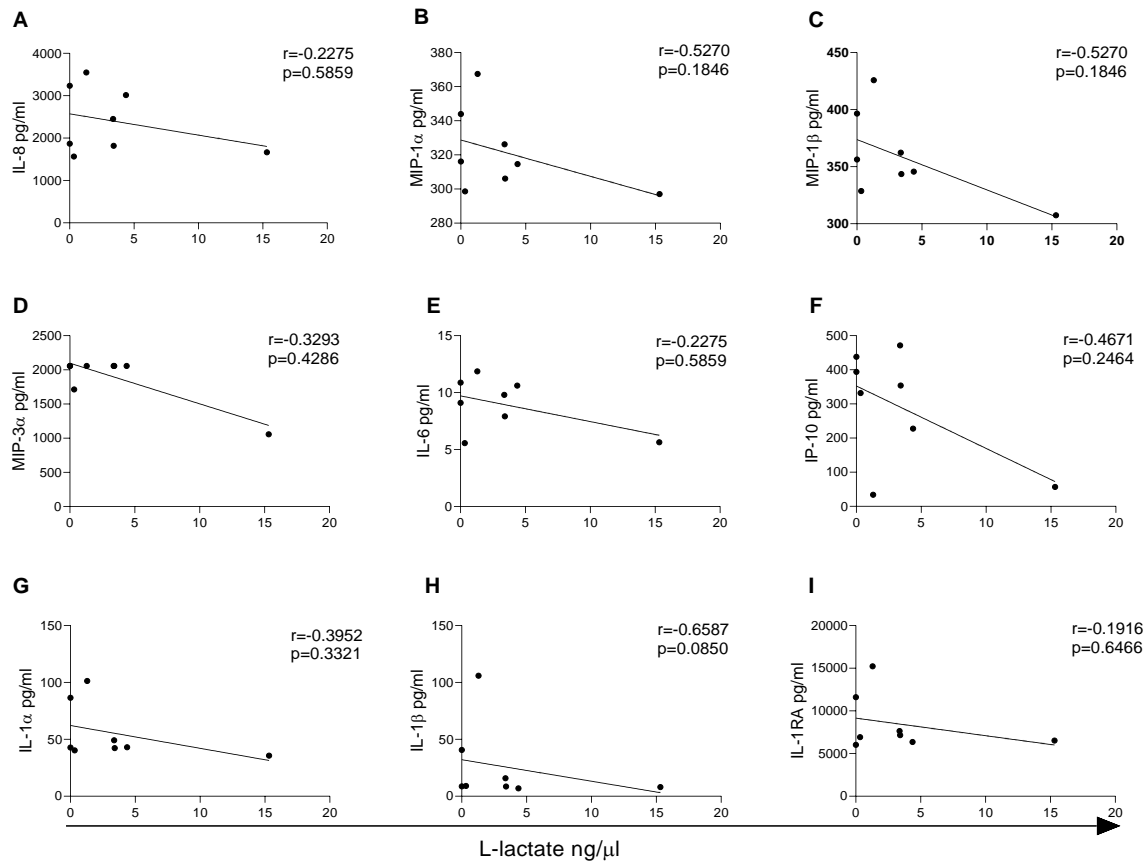 A
r=-0.2275
p=0.5859
IL-8 pg/ml
4000
3000
2000
1000
0
0 5 10 15 20
B
r=-0.5270
p=0.1846
MIP-1α pg/ml
380
360
340
320
300
280
0 5 10 15 20
C
r=-0.5270
p=0.1846
MIP-1β pg/ml
450
400
350
300
0 5 10 15 20
D
r=-0.3293
p=0.4286
MIP-3α pg/ml
2500
2000
1500
1000
500
0
0 5 10 15 20
E
r=-0.2275
p=0.5859
IL-6 pg/ml
15
10
5
0
0 5 10 15 20
F
r=-0.4671
p=0.2464
IP-10 pg/ml
500
400
300
200
100
0
0 5 10 15 20
G
r=-0.3952
p=0.3321
IL-1α pg/ml
150
100
50
0
0 5 10 15 20
H
r=-0.6587
p=0.0850
IL-1β pg/ml
150
100
50
0
0 5 10 15 20
I
r=-0.1916
p=0.6466
IL-1RA pg/ml
20000
15000
10000
5000
0
0 5 10 15 20
L-lactate ng/μl